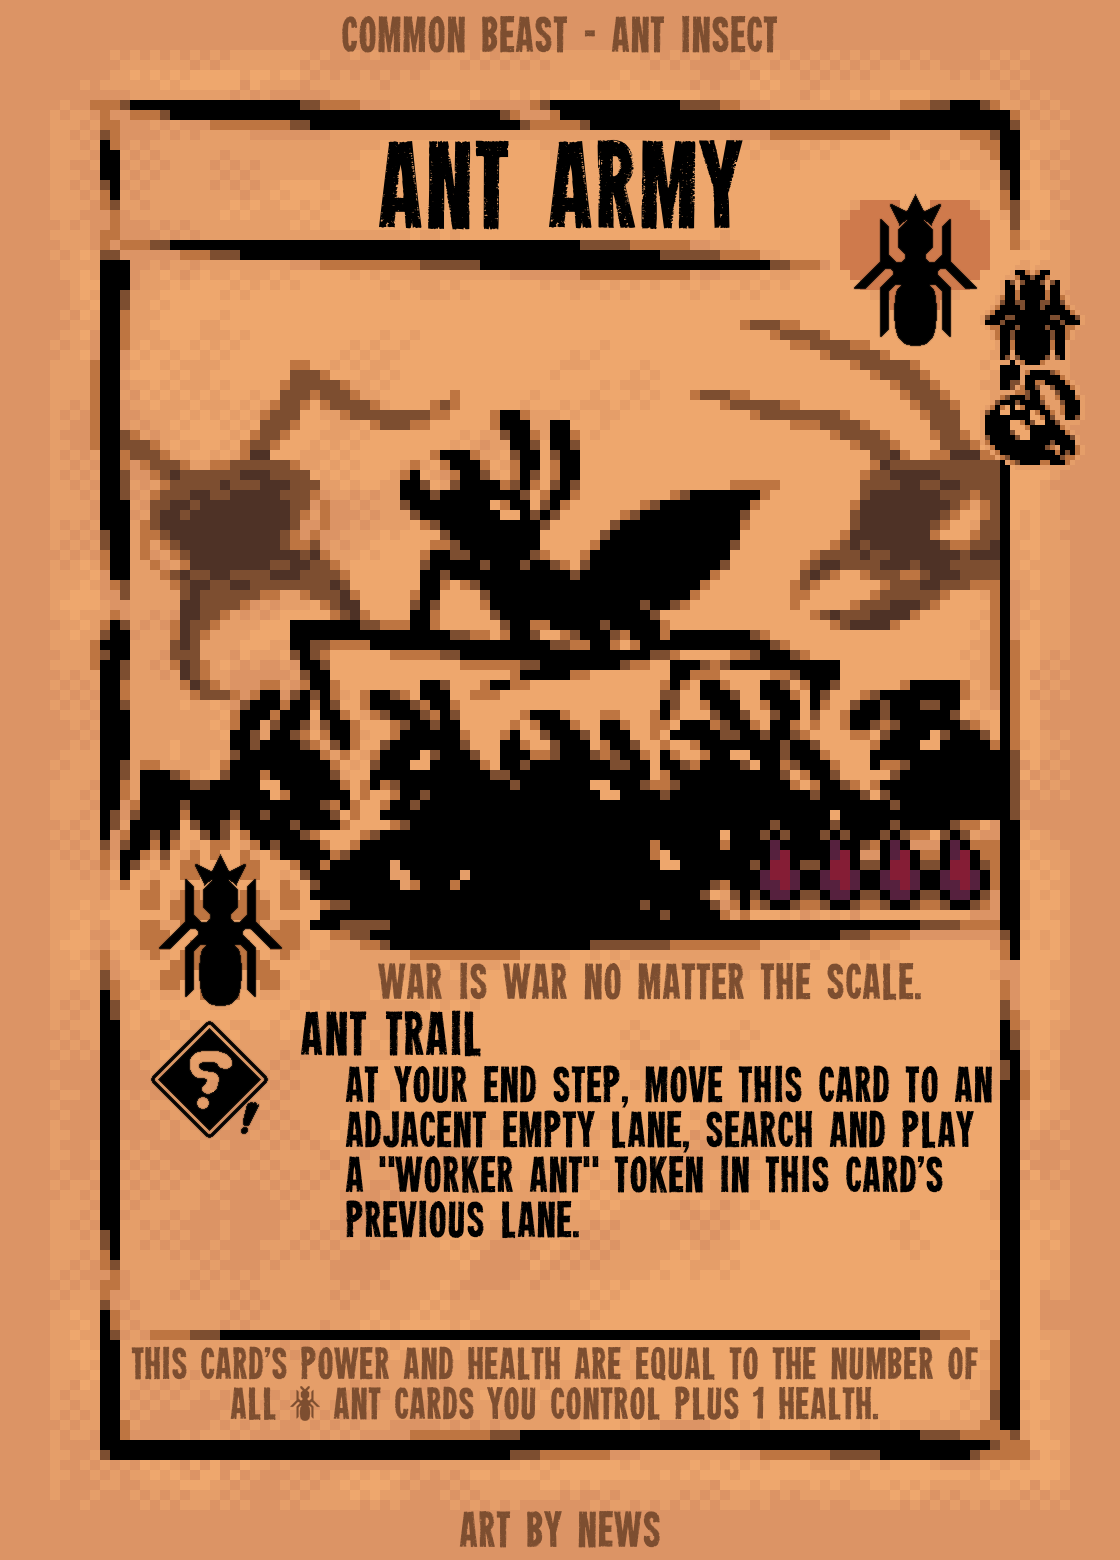 COMMON BEAST - ANT INSECT
ANT ARMY
WAR IS WAR NO MATTER THE SCALE.
ANT TRAIL
AT YOUR END STEP, MOVE THIS CARD TO AN
ADJACENT EMPTY LANE, SEARCH AND PLAY
A "WORKER ANT" TOKEN IN THIS CARD'S
PREVIOUS LANE.
?!
THIS CARD'S POWER AND HEALTH ARE EQUAL TO THE NUMBER OF
ALL ANT CARDS YOU CONTROL PLUS 1 HEALTH.
ART BY NEWS